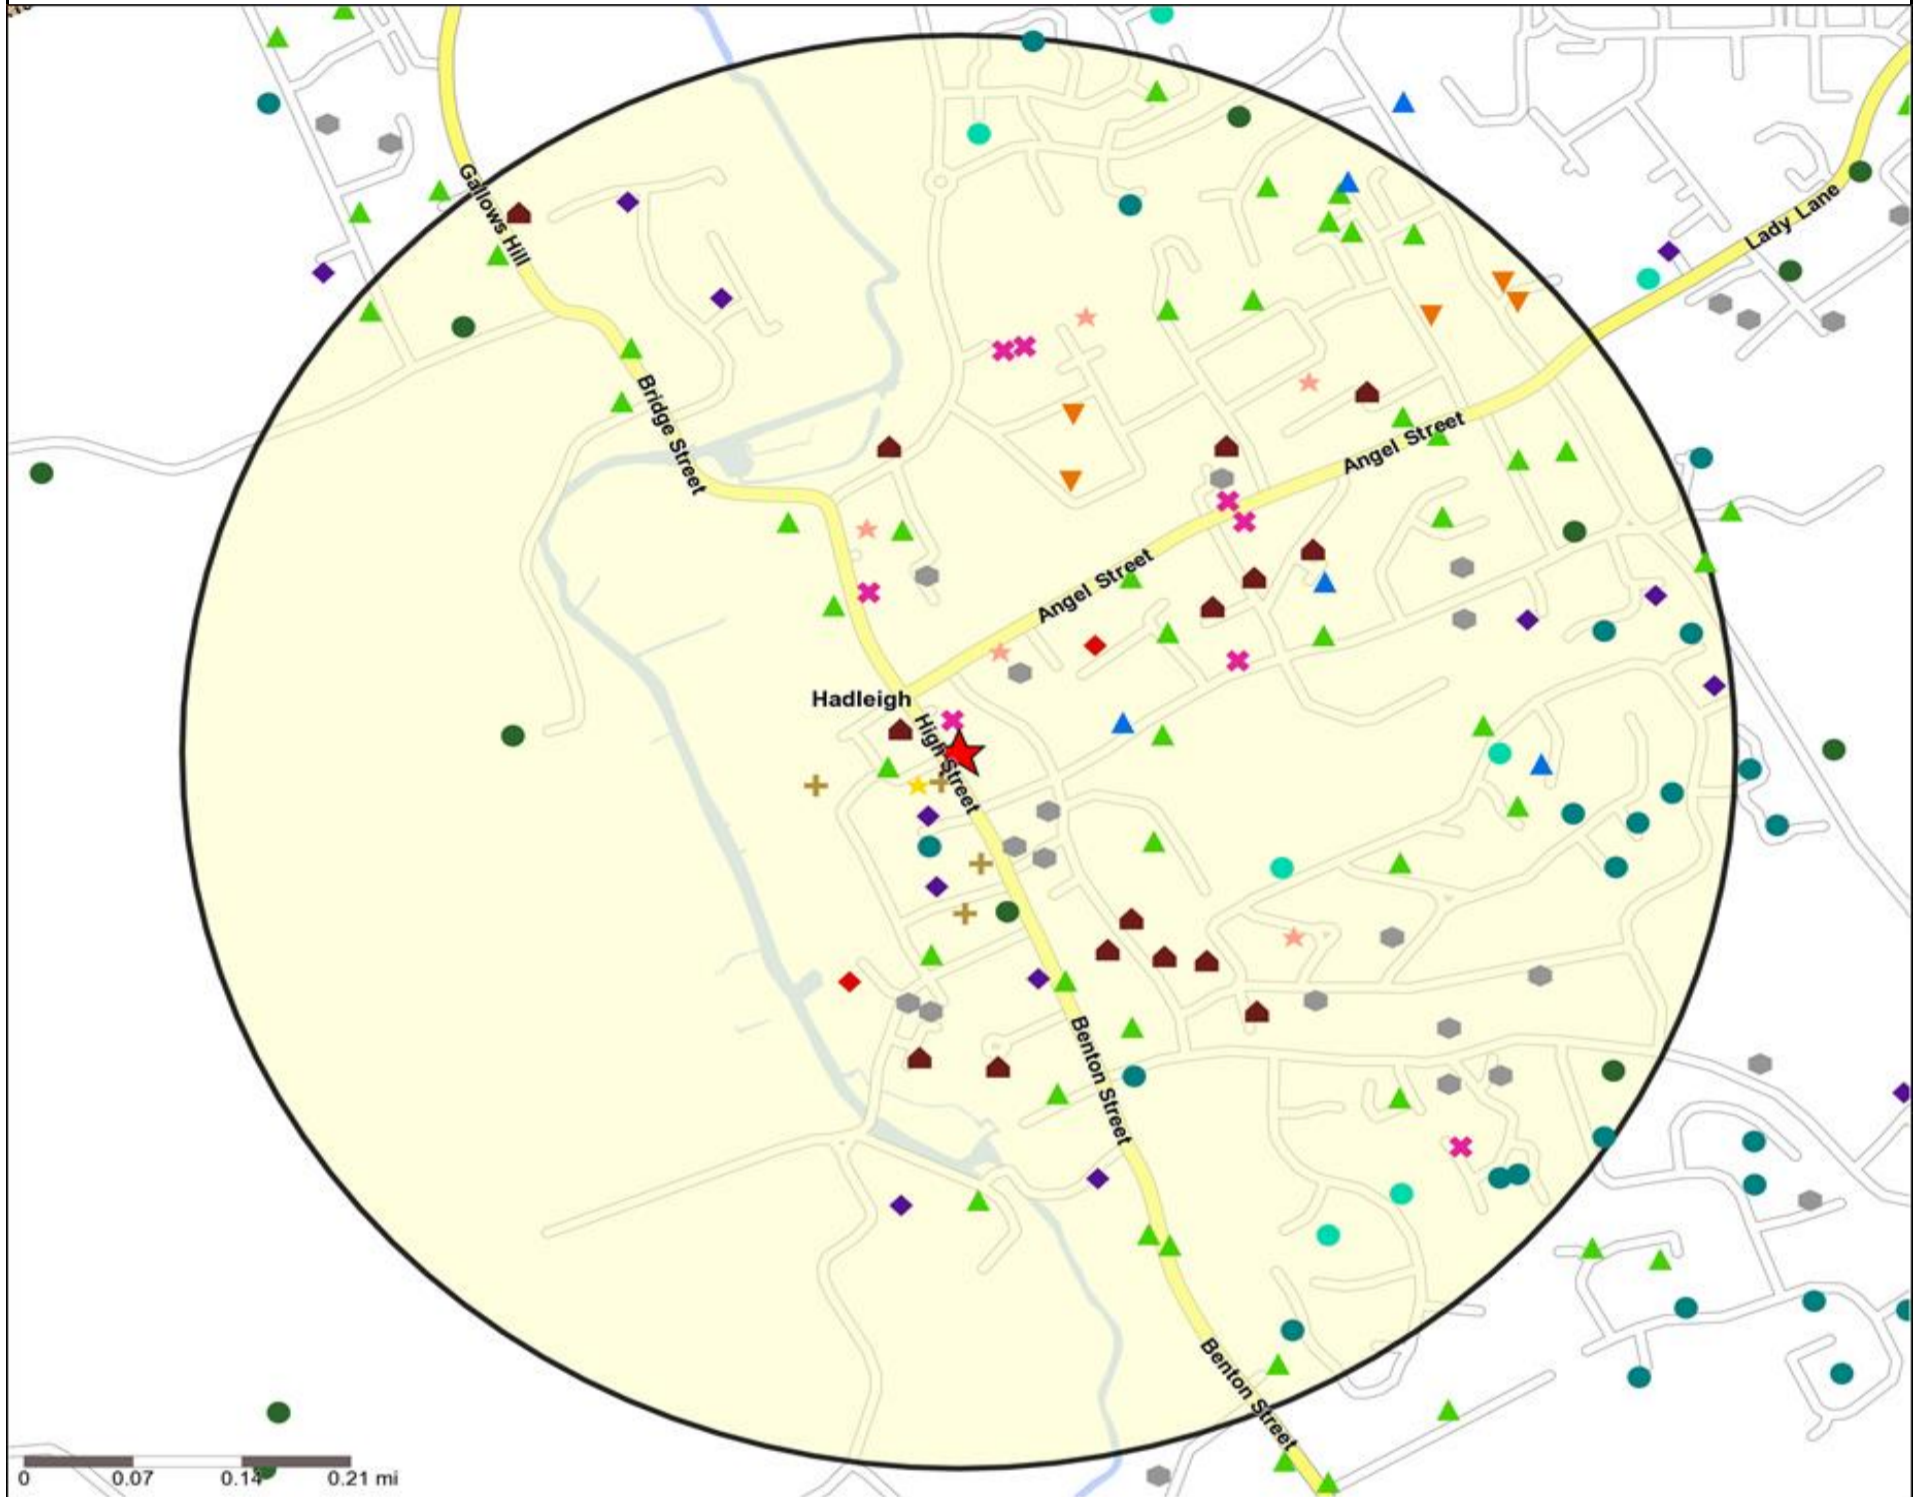 Gallows Hill
Lady Lane
Bridge Street
Angel Street
Angel Street
Hadleigh
High Street
Benton Street
Benton Street
0 0.07 0.14 0.21 mi